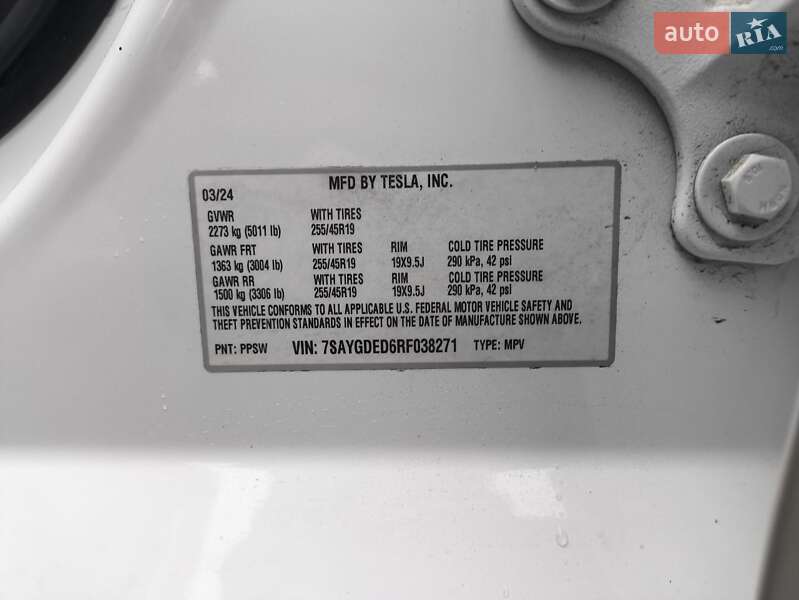 auto RIA
03/24 MFD BY TESLA, INC.
GVWR WITH TIRES
2273 kg (5011 lb) 255/45R19
GAWR FRT WITH TIRES RIM COLD TIRE PRESSURE
1363 kg (3004 lb) 255/45R19 19X9.5J 290 kPa, 42 psi
GAWR RR WITH TIRES RIM COLD TIRE PRESSURE
1500 kg (3306 lb) 255/45R19 19X9.5J 290 kPa, 42 psi
THIS VEHICLE CONFORMS TO ALL APPLICABLE U.S. FEDERAL MOTOR VEHICLE SAFETY AND
THEFT PREVENTION STANDARDS IN EFFECT ON THE DATE OF MANUFACTURE SHOWN ABOVE.
PNT: PPSW VIN: 7SAYGDED6RF038271 TYPE: MPV